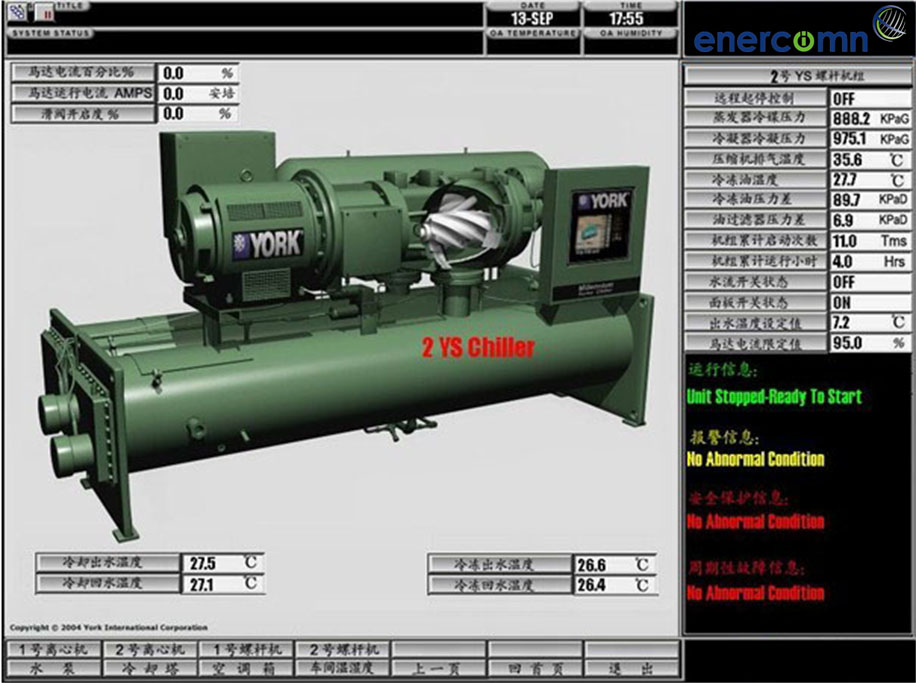 TITLE
DATE
TIME
13-SEP
17:55
SYSTEM STATUS
OA TEMPERATURE
OA HUMIDITY
enercomn
马达电流百分比% 0.0 %
马达运行电流 AMPS 0.0 安培
滑阀开启度 % 0.0 %
YORK
YORK
Millennium
2 YS Chiller
2号 YS 螺杆机组
远程起停控制 OFF
蒸发器冷媒压力 888.2 KPaG
冷凝器冷凝压力 975.1 KPaG
压缩机排气温度 35.6 ℃
冷冻油温度 27.7 ℃
冷冻油压力差 89.7 KPaD
油过滤器压力差 6.9 KPaD
机组累计启动次数 11.0 Tms
机组累计运行小时 4.0 Hrs
水流开关状态 OFF
面板开关状态 ON
出水温度设定值 7.2 ℃
马达电流限定值 95.0 %
运行信息:
Unit Stopped-Ready To Start
报警信息:
No Abnormal Condition
安全保护信息:
No Abnormal Condition
周期性故障信息:
No Abnormal Condition
冷却出水温度 27.5 ℃
冷却回水温度 27.1 ℃
冷冻出水温度 26.6 ℃
冷冻回水温度 26.4 ℃
Copyright © 2004 York International Corporation
1号离心机 2号离心机 1号螺杆机 2号螺杆机
水泵 冷却塔 空调箱 车间温湿度 上一页 回首页 退出